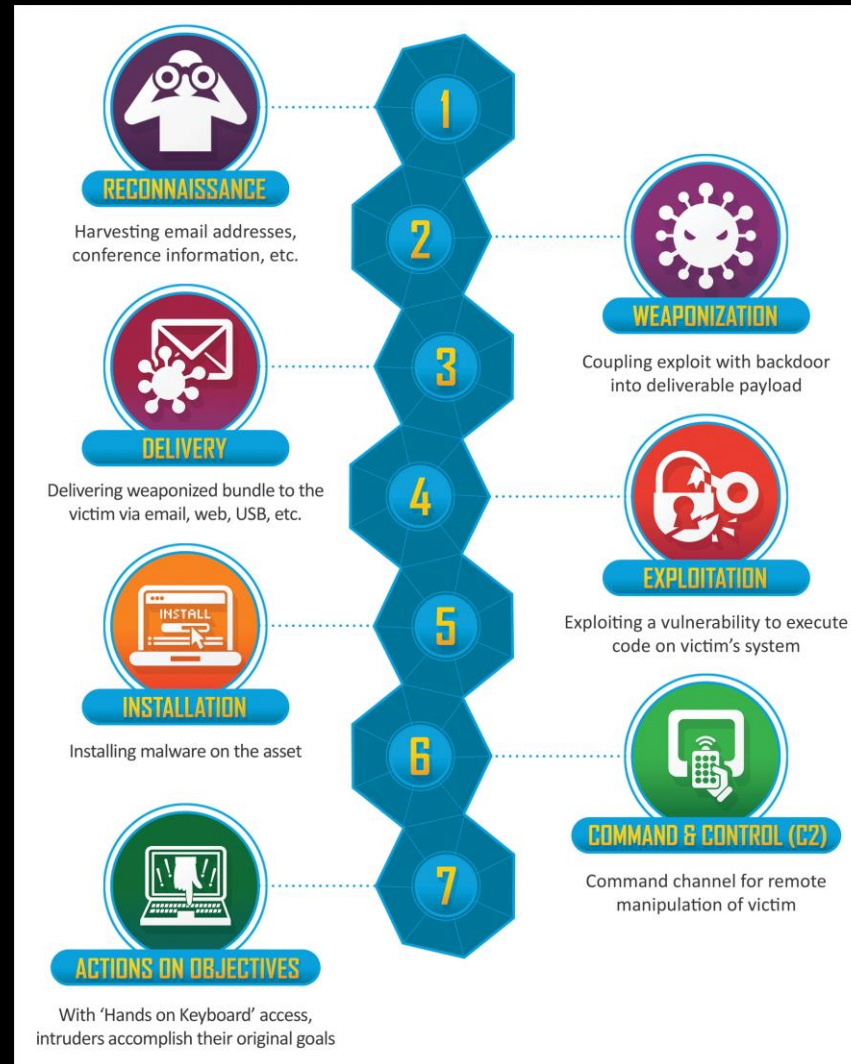 1
RECONNAISSANCE
Harvesting email addresses,
conference information, etc.
2
WEAPONIZATION
Coupling exploit with backdoor
into deliverable payload
3
DELIVERY
Delivering weaponized bundle to the
victim via email, web, USB, etc.
4
EXPLOITATION
Exploiting a vulnerability to execute
code on victim's system
5
INSTALL
INSTALLATION
Installing malware on the asset
6
COMMAND & CONTROL (C2)
Command channel for remote
manipulation of victim
7
!! !!
ACTIONS ON OBJECTIVES
With ‘Hands on Keyboard’ access,
intruders accomplish their original goals